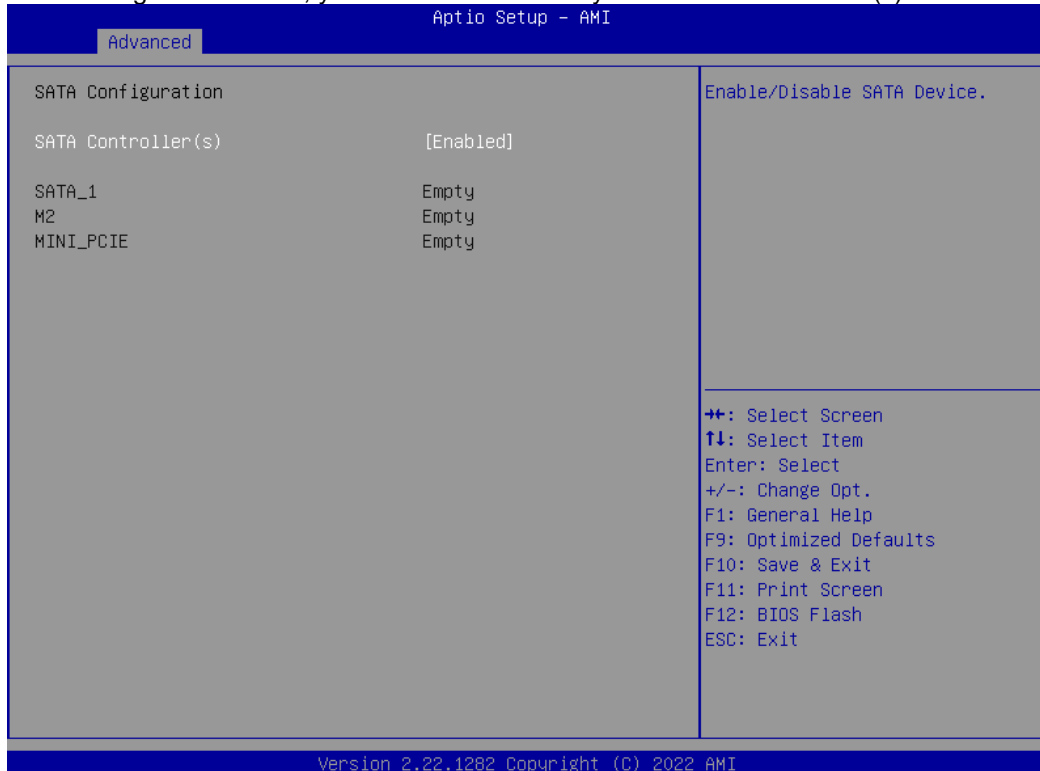 Aptio Setup – AMI
Advanced
SATA Configuration
SATA Controller(s) [Enabled]
SATA_1 Empty
M2 Empty
MINI_PCIE Empty
Enable/Disable SATA Device.
→←: Select Screen
↑↓: Select Item
Enter: Select
+/-: Change Opt.
F1: General Help
F9: Optimized Defaults
F10: Save & Exit
F11: Print Screen
F12: BIOS Flash
ESC: Exit
Version 2.22.1282 Copyright (C) 2022 AMI